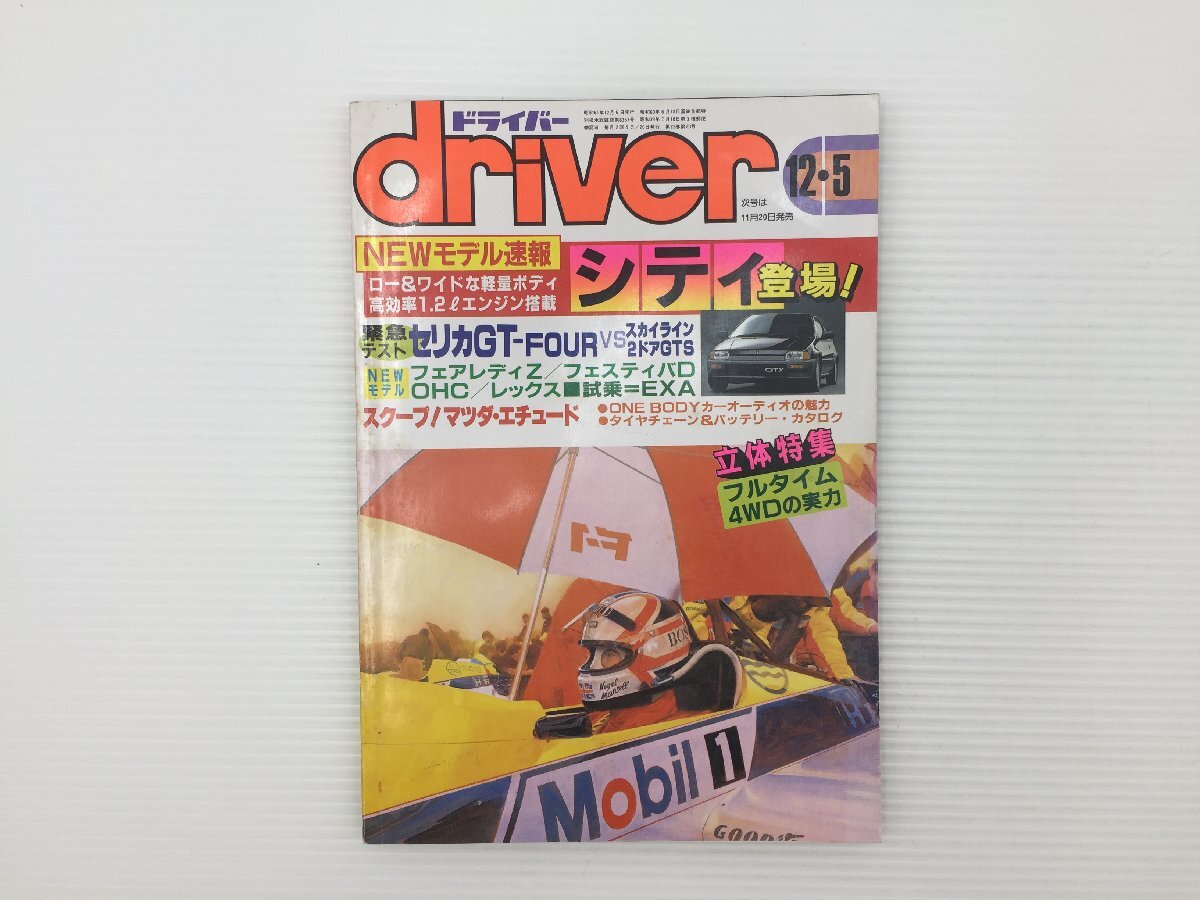 ドライバー
driver
12・5
次号は
11月20日発売
NEWモデル速報
ロー&ワイドな軽量ボディ
高効率1.2ℓエンジン搭載
シティ登場!
緊急
テスト
セリカGT-FOUR VS スカイライン
2ドアGTS
NEW
モデル
フェアレディZ/フェスティバD
OHC/レックス■試乗=EXA
CITY
スクープ!マツダ・エチュード
●ONE BODYカーオーディオの魅力
●タイヤチェーン&バッテリー・カタログ
立体特集
フルタイム
4WDの実力
F-1
Nigel
Mansell
Mobil 1